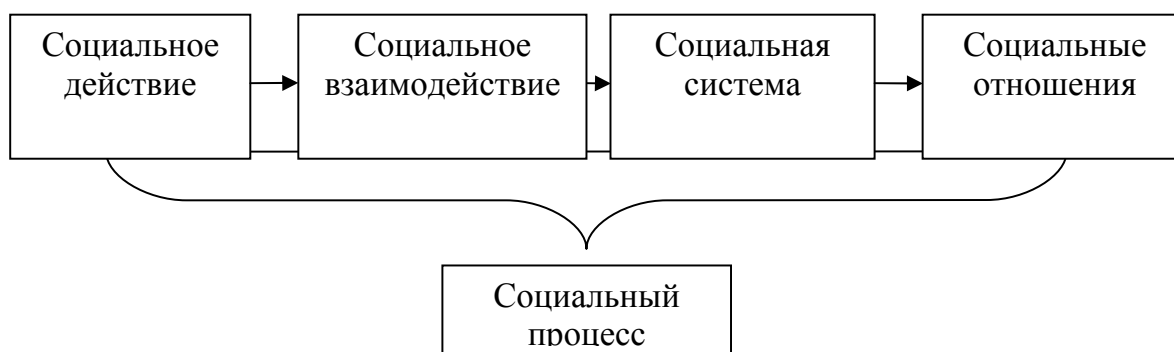 Социальное
действие
Социальное
взаимодействие
Социальная
система
Социальные
отношения
Социальный
процесс